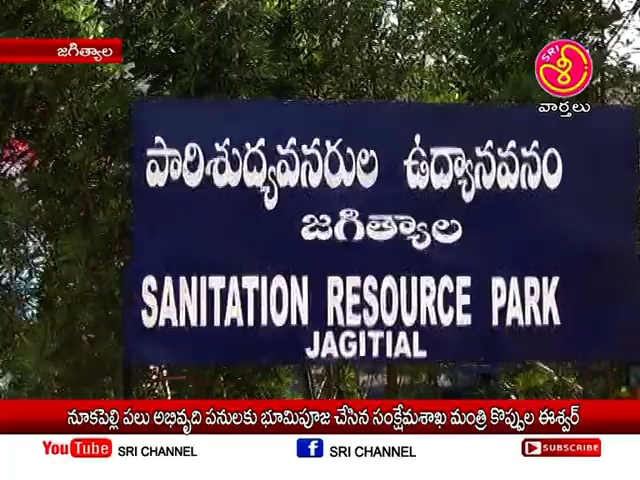 జగిత్యాల
SRI
శ్రీ
వార్తలు
పారిశుద్యవనరుల ఉద్యానవనం
జగిత్యాల
SANITATION RESOURCE PARK
JAGITIAL
నూకపెల్లి పలు అభివృది పనులకు భూమిపూజ చేసిన సంక్షేమశాఖ మంత్రి కొప్పుల ఈశ్వర్
YouTube SRI CHANNEL f SRI CHANNEL SUBSCRIBE